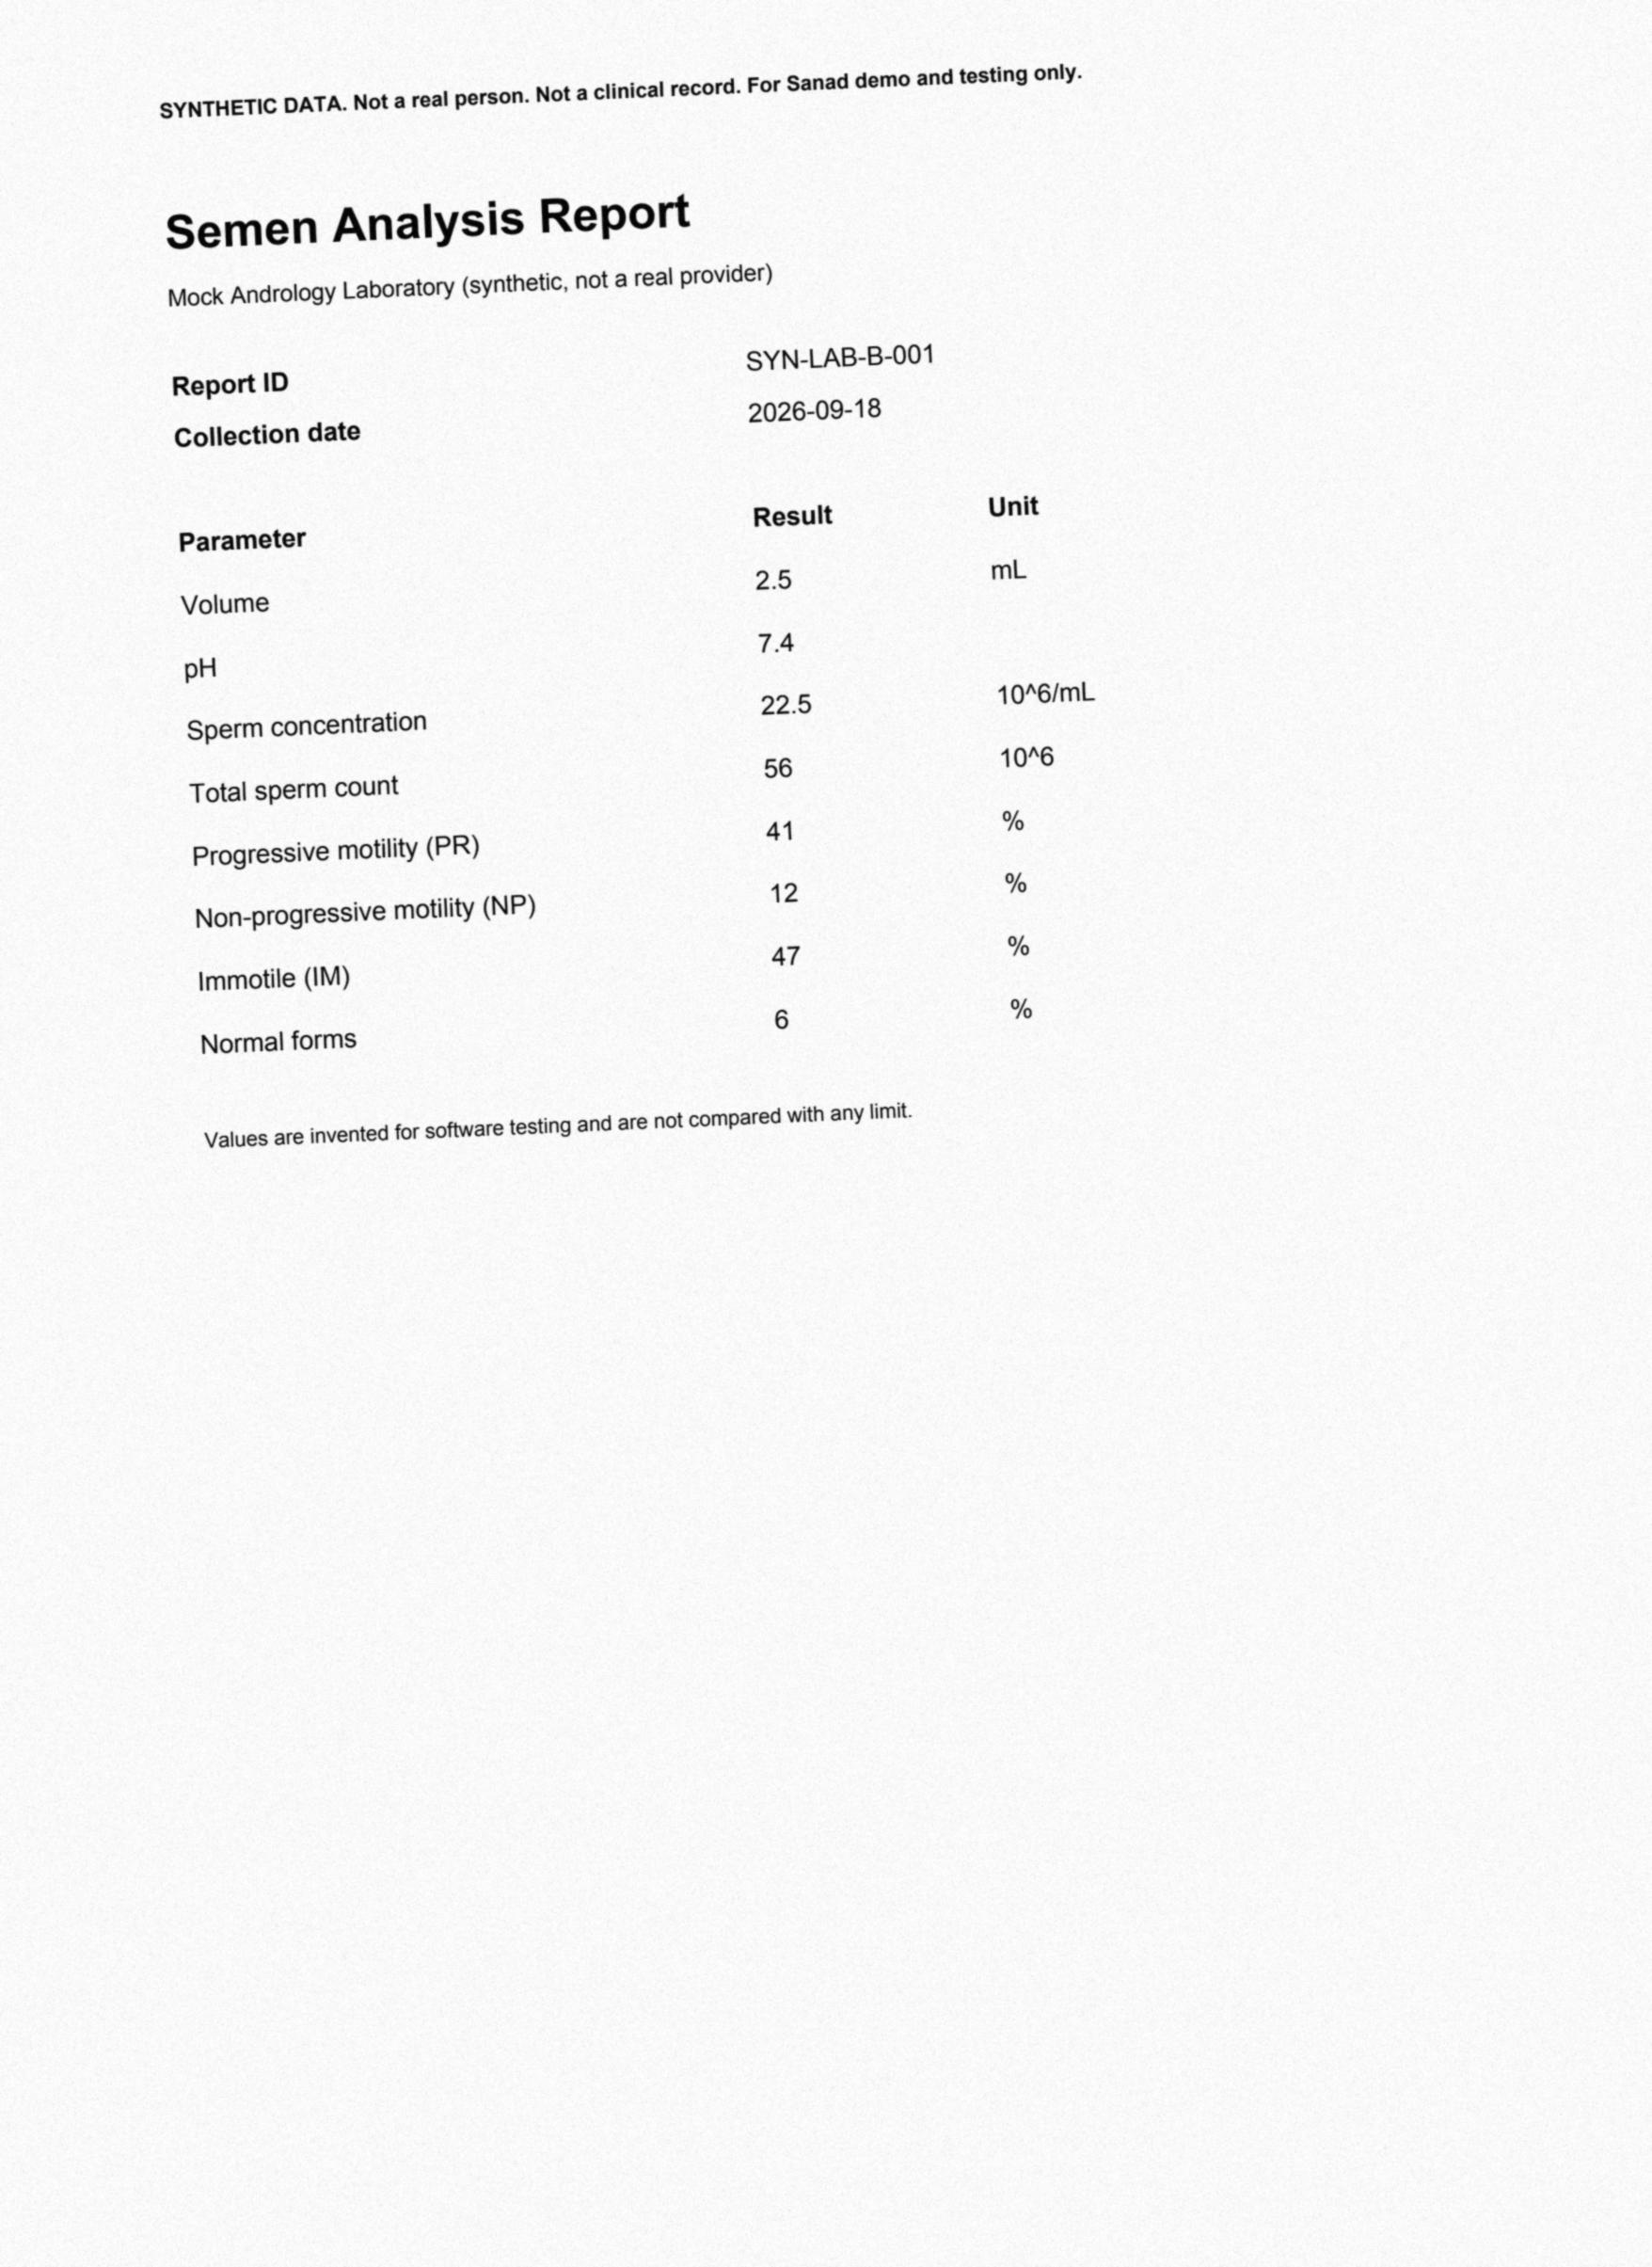 SYNTHETIC DATA. Not a real person. Not a clinical record. For Sanad demo and testing only.
Semen Analysis Report
Mock Andrology Laboratory (synthetic, not a real provider)
Report ID SYN-LAB-B-001
Collection date 2026-09-18
Parameter Result Unit
Volume 2.5 mL
pH 7.4
Sperm concentration 22.5 10^6/mL
Total sperm count 56 10^6
Progressive motility (PR) 41 %
Non-progressive motility (NP) 12 %
Immotile (IM) 47 %
Normal forms 6 %
Values are invented for software testing and are not compared with any limit.